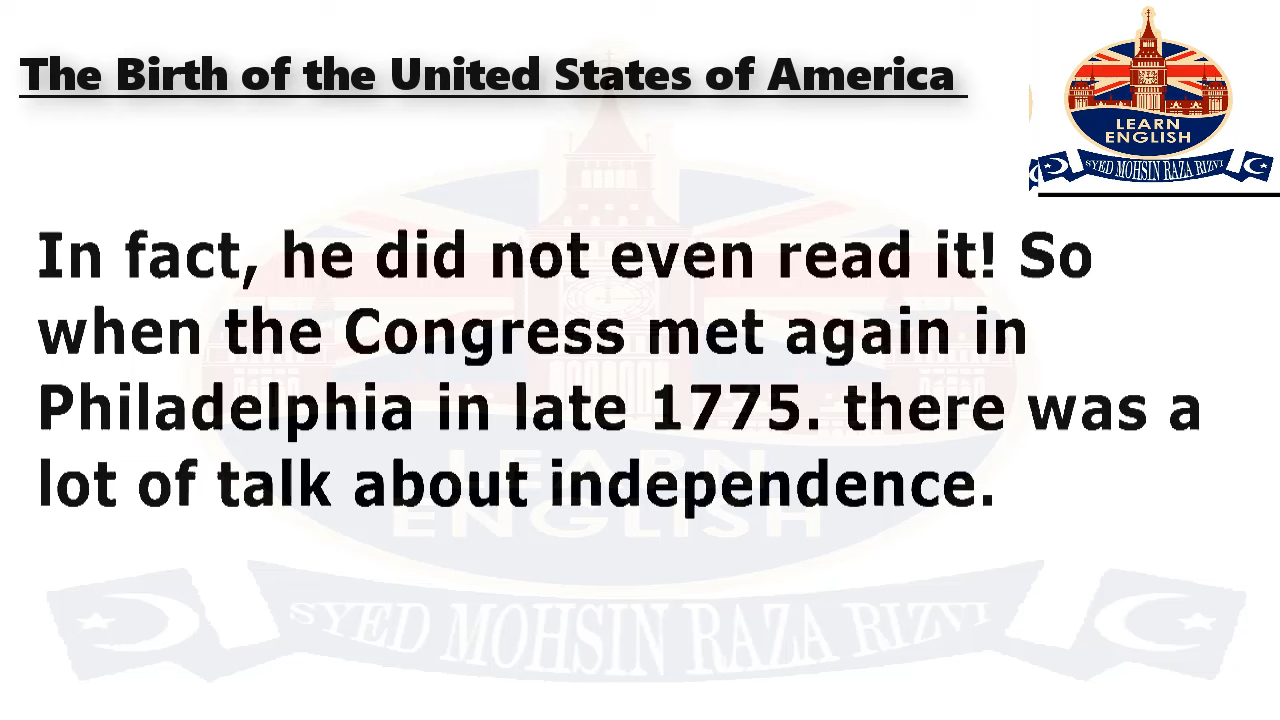 The Birth of the United States of America
LEARN
ENGLISH
SYED MOHSIN RAZA RIZVI
In fact, he did not even read it! So
when the Congress met again in
Philadelphia in late 1775. there was a
lot of talk about independence.
LEARN
ENGLISH
SYED MOHSIN RAZA RIZVI